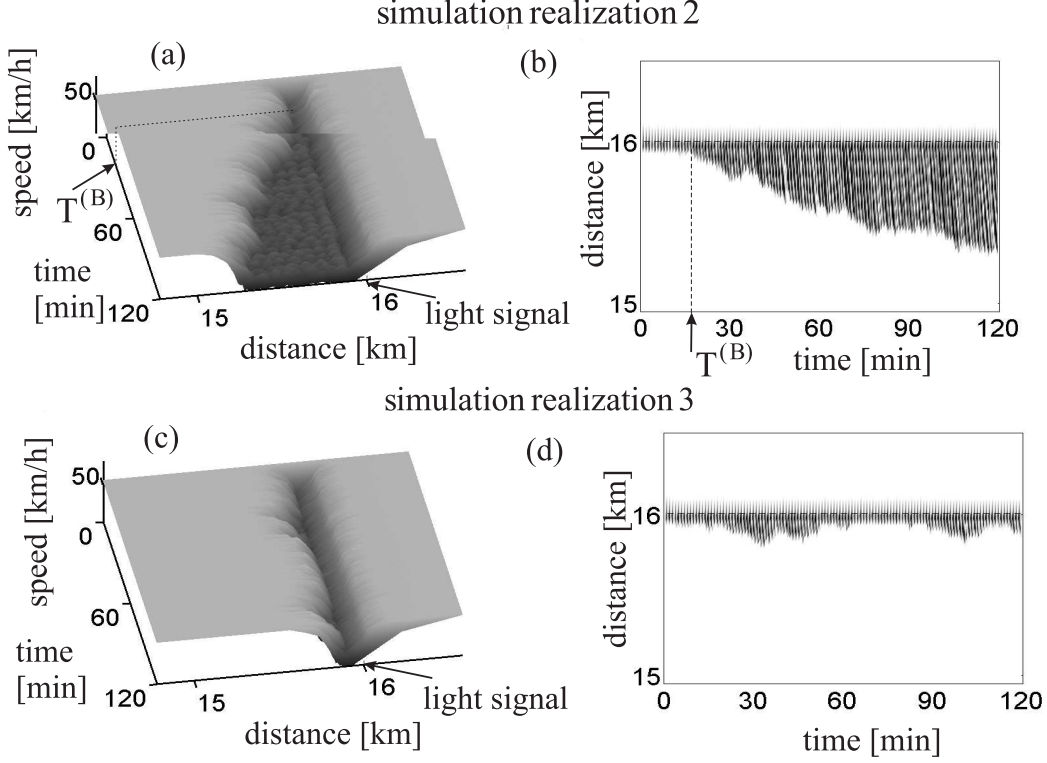 simulation realization 2
(a)
speed [km/h]
50
0
T(B)
60
time
[min]
120
15
16
light signal
distance [km]
(b)
distance [km]
16
15
0 30 60 90 120
T(B)
time [min]
simulation realization 3
(c)
speed [km/h]
50
0
60
time
[min]
120
15
16
light signal
distance [km]
(d)
distance [km]
16
15
0 30 60 90 120
time [min]